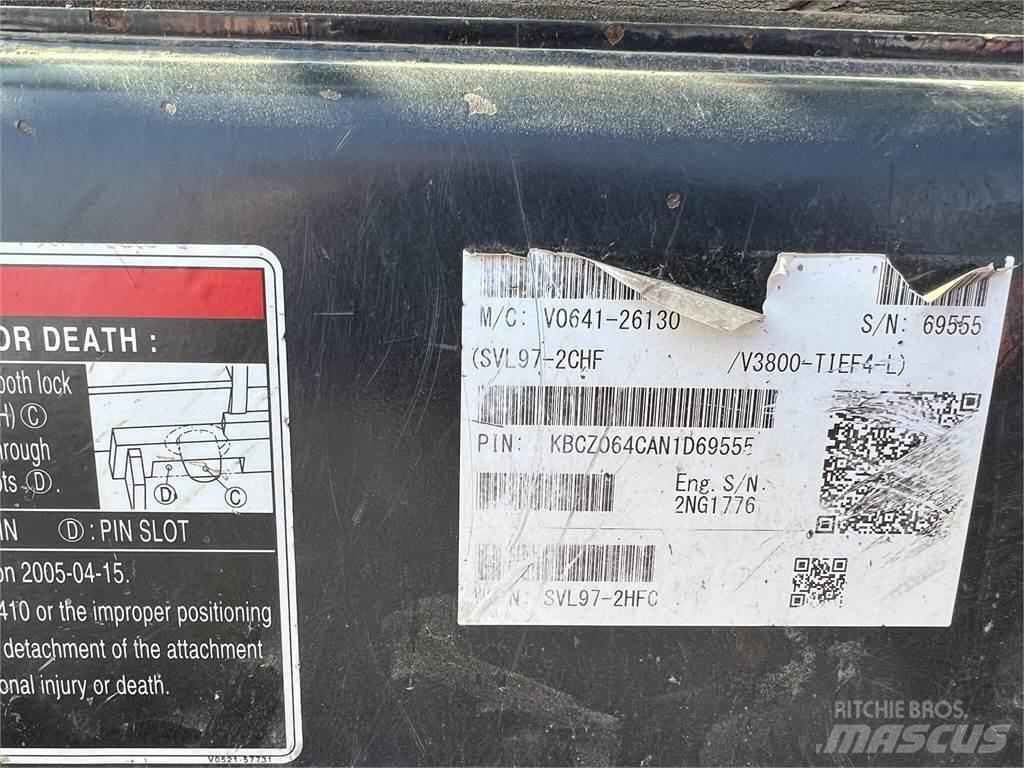 OR DEATH :
ooth lock
H) Ⓒ
hrough
ts Ⓓ.
Ⓓ Ⓒ
IN Ⓓ : PIN SLOT
on 2005-04-15.
410 or the improper positioning
detachment of the attachment
onal injury or death.
V0521-57731
M/C: V0641-26130 S/N: 69555
(SVL97-2CHF /V3800-TIEF4-L)
PIN: KBCZ064CAN1D69555
Eng. S/N.
2NG1776
N: SVL97-2HFC
RITCHIE BROS.
MASCUS